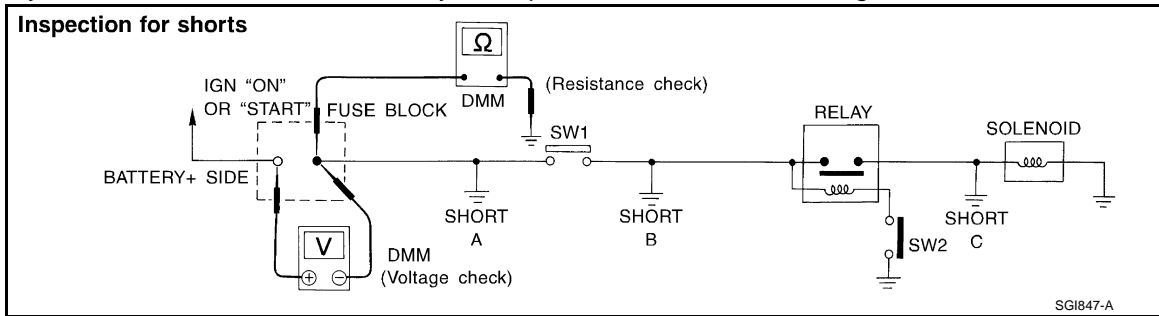 Inspection for shorts
Ω
DMM
(Resistance check)
IGN “ON”
OR “START”
FUSE BLOCK
BATTERY+ SIDE
SW1
RELAY
SOLENOID
SHORT
A
SHORT
B
SHORT
C
SW2
V
+
−
DMM
(Voltage check)
SGI847-A